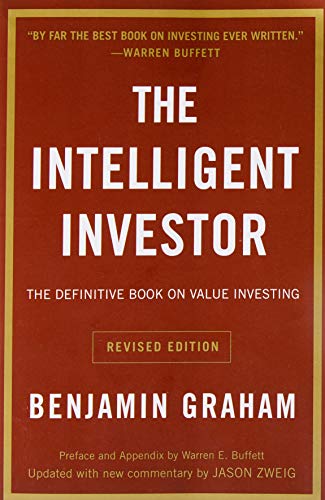 "BY FAR THE BEST BOOK ON INVESTING EVER WRITTEN."
—WARREN BUFFETT
THE
INTELLIGENT
INVESTOR
THE DEFINITIVE BOOK ON VALUE INVESTING
REVISED EDITION
BENJAMIN GRAHAM
Preface and Appendix by Warren E. Buffett
Updated with new commentary by JASON ZWEIG